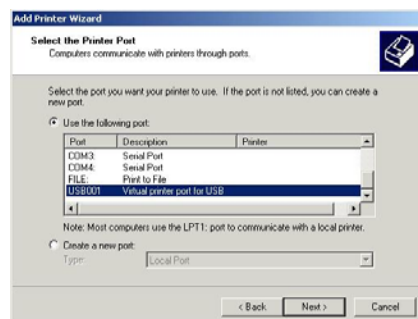 Add Printer Wizard
Select the Printer Port
Computers communicate with printers through ports.
Select the port you want your printer to use. If the port is not listed, you can create a
new port.
Use the following port:
Port Description Printer
COM3: Serial Port
COM4: Serial Port
FILE: Print to File
USB001 Virtual printer port for USB
Note: Most computers use the LPT1: port to communicate with a local printer.
Create a new port:
Type: Local Port
< Back Next > Cancel